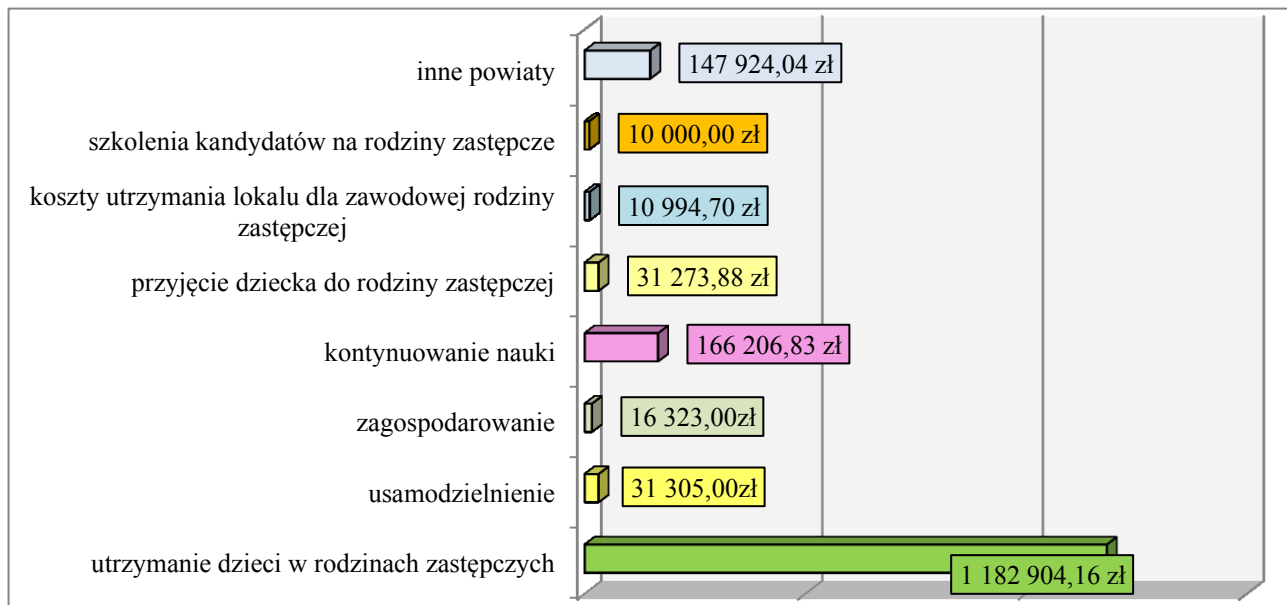 inne powiaty
147 924,04 zł
szkolenia kandydatów na rodziny zastępcze
10 000,00 zł
koszty utrzymania lokalu dla zawodowej rodziny
zastępczej
10 994,70 zł
przyjęcie dziecka do rodziny zastępczej
31 273,88 zł
kontynuowanie nauki
166 206,83 zł
zagospodarowanie
16 323,00zł
usamodzielnienie
31 305,00zł
utrzymanie dzieci w rodzinach zastępczych
1 182 904,16 zł